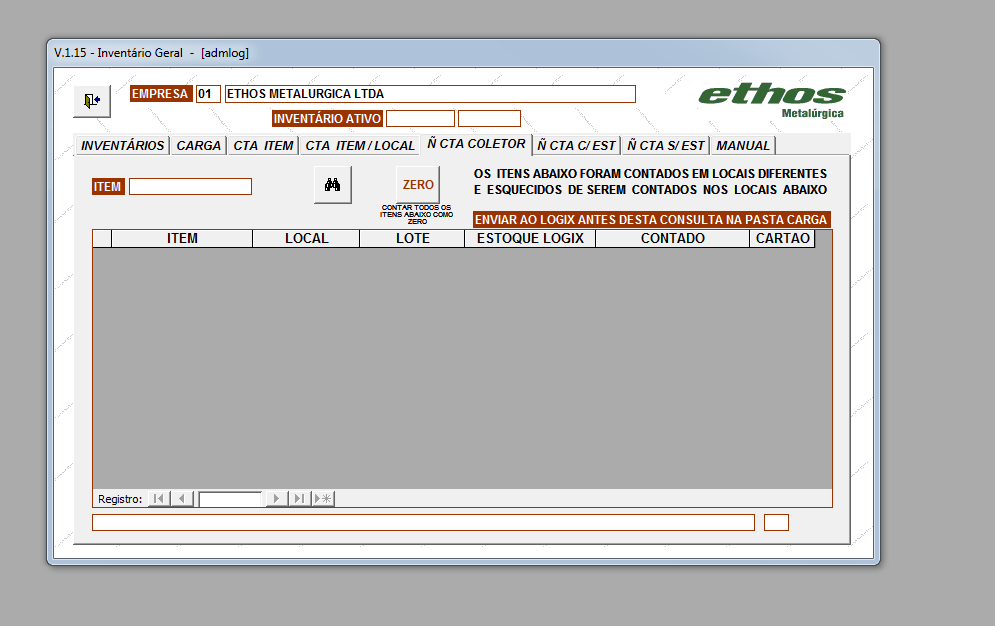 V.1.15 - Inventário Geral - [admlog]
EMPRESA 01 ETHOS METALURGICA LTDA
ethos
Metalúrgica
INVENTÁRIO ATIVO
INVENTÁRIOS CARGA CTA ITEM CTA ITEM / LOCAL Ñ CTA COLETOR Ñ CTA C/ EST Ñ CTA S/ EST MANUAL
ITEM
ZERO
CONTAR TODOS OS
ITENS ABAIXO COMO
ZERO
OS ITENS ABAIXO FORAM CONTADOS EM LOCAIS DIFERENTES
E ESQUECIDOS DE SEREM CONTADOS NOS LOCAIS ABAIXO
ENVIAR AO LOGIX ANTES DESTA CONSULTA NA PASTA CARGA
ITEM LOCAL LOTE ESTOQUE LOGIX CONTADO CARTAO
Registro: